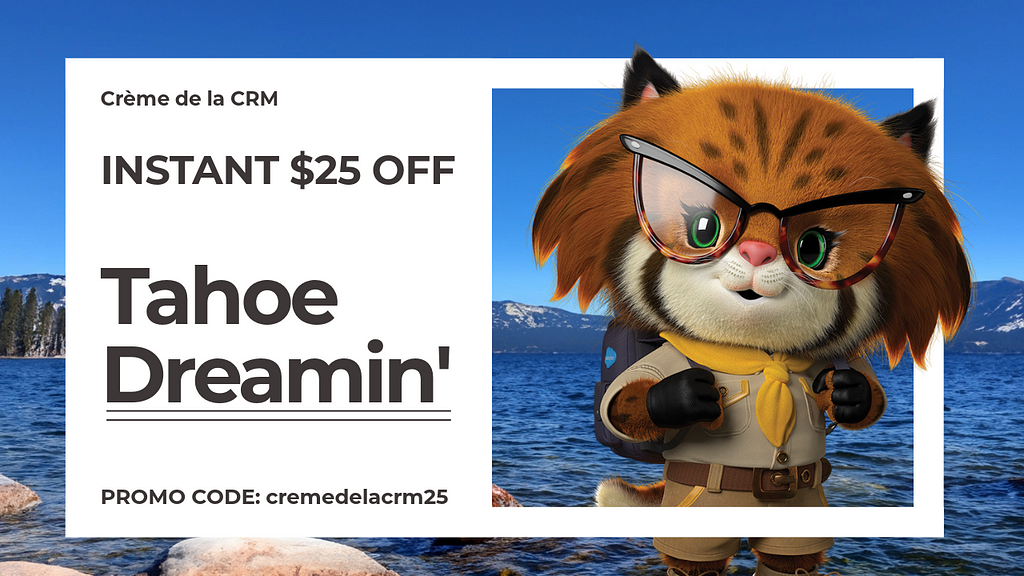 Crème de la CRM
INSTANT $25 OFF
Tahoe
Dreamin'
PROMO CODE: cremedelacrm25